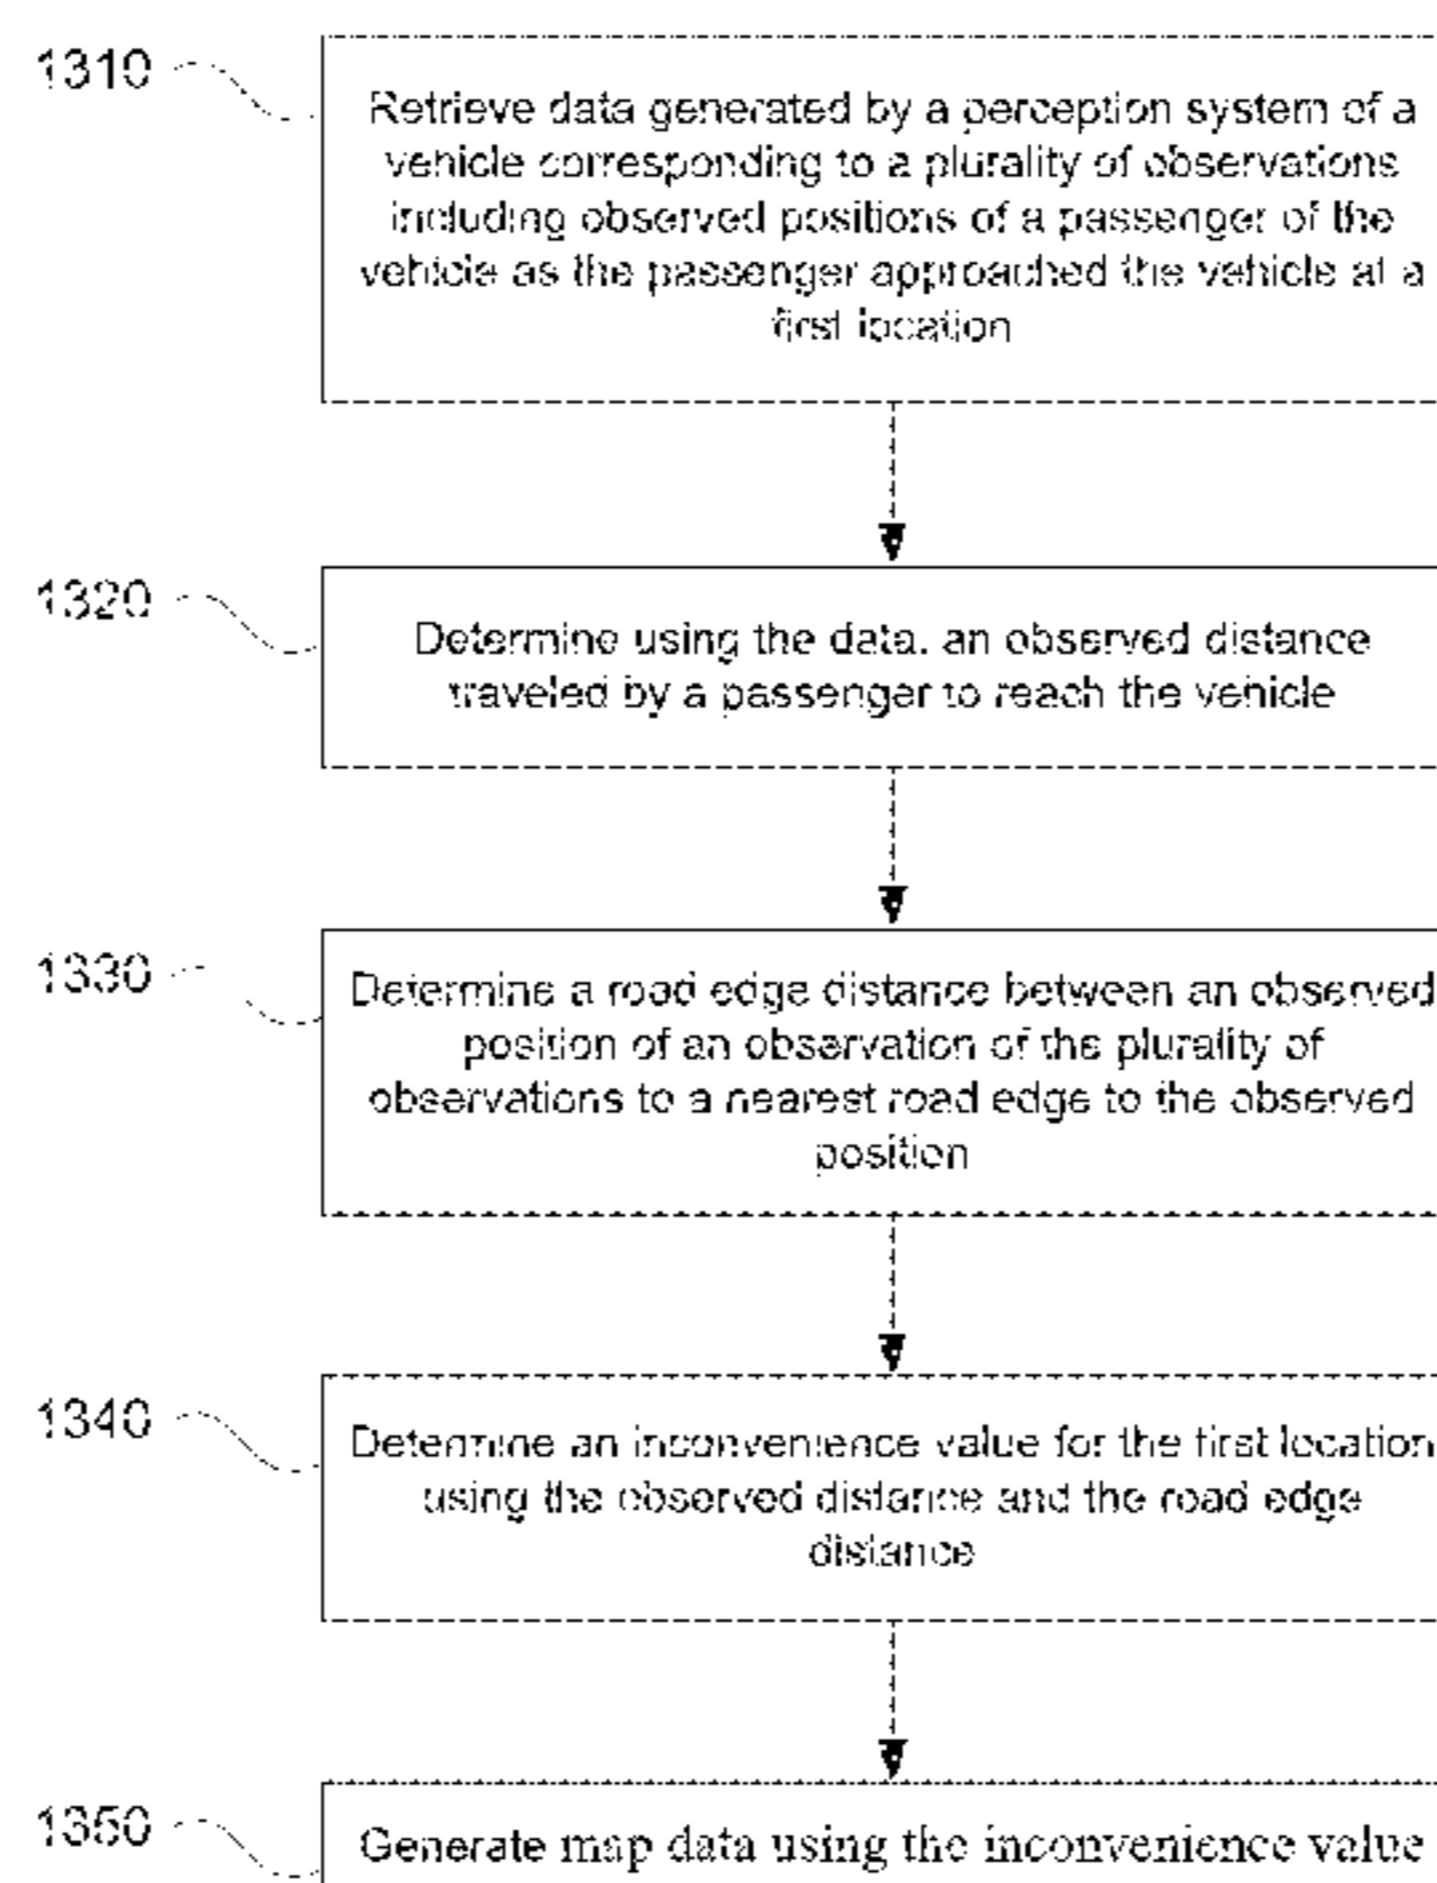 1310
Retrieve data generated by a perception system of a
vehicle corresponding to a plurality of observations
including observed positions of a passenger of the
vehicle as the passenger approached the vehicle at a
first location
1320
Determine using the data, an observed distance
traveled by a passenger to reach the vehicle
1330
Determine a road edge distance between an observed
position of an observation of the plurality of
observations to a nearest road edge to the observed
position
1340
Determine an inconvenience value for the first location
using the observed distance and the road edge
distance
1350
Generate map data using the inconvenience value